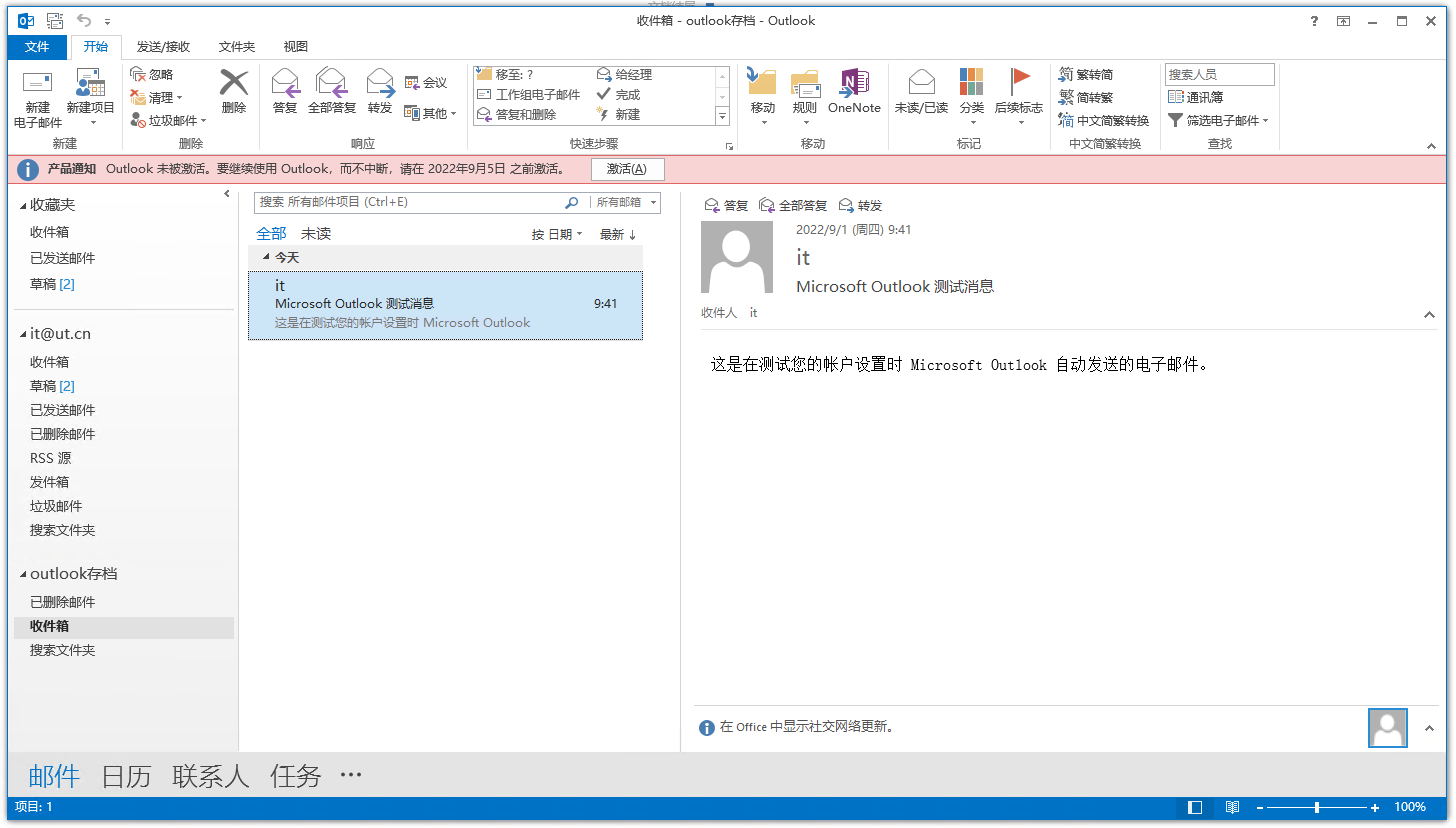 收件箱 - outlook存档 - Outlook
?
文件 开始 发送/接收 文件夹 视图
新建
电子邮件
新建项目
新建
忽略
清理
垃圾邮件
删除
删除
答复 全部答复 转发
会议
其他
响应
移至: ?
工作组电子邮件
答复和删除
给经理
完成
新建
快速步骤
移动 规则 OneNote
移动
未读/已读 分类 后续标志
标记
繁转简
简转繁
中文简繁转换
中文简繁转换
搜索人员
通讯簿
筛选电子邮件
查找
产品通知 Outlook 未被激活。要继续使用 Outlook，而不中断，请在 2022年9月5日 之前激活。 激活(A)
收藏夹
收件箱
已发送邮件
草稿 [2]
it@ut.cn
收件箱
草稿 [2]
已发送邮件
已删除邮件
RSS 源
发件箱
垃圾邮件
搜索文件夹
outlook存档
已删除邮件
收件箱
搜索文件夹
搜索 所有邮件项目 (Ctrl+E) 所有邮箱
全部 未读 按 日期 最新 ↓
今天
it
Microsoft Outlook 测试消息 9:41
这是在测试您的帐户设置时 Microsoft Outlook
答复 全部答复 转发
2022/9/1 (周四) 9:41
it
Microsoft Outlook 测试消息
收件人 it
这是在测试您的帐户设置时 Microsoft Outlook 自动发送的电子邮件。
在 Office 中显示社交网络更新。
邮件 日历 联系人 任务 ···
项目: 1 100%